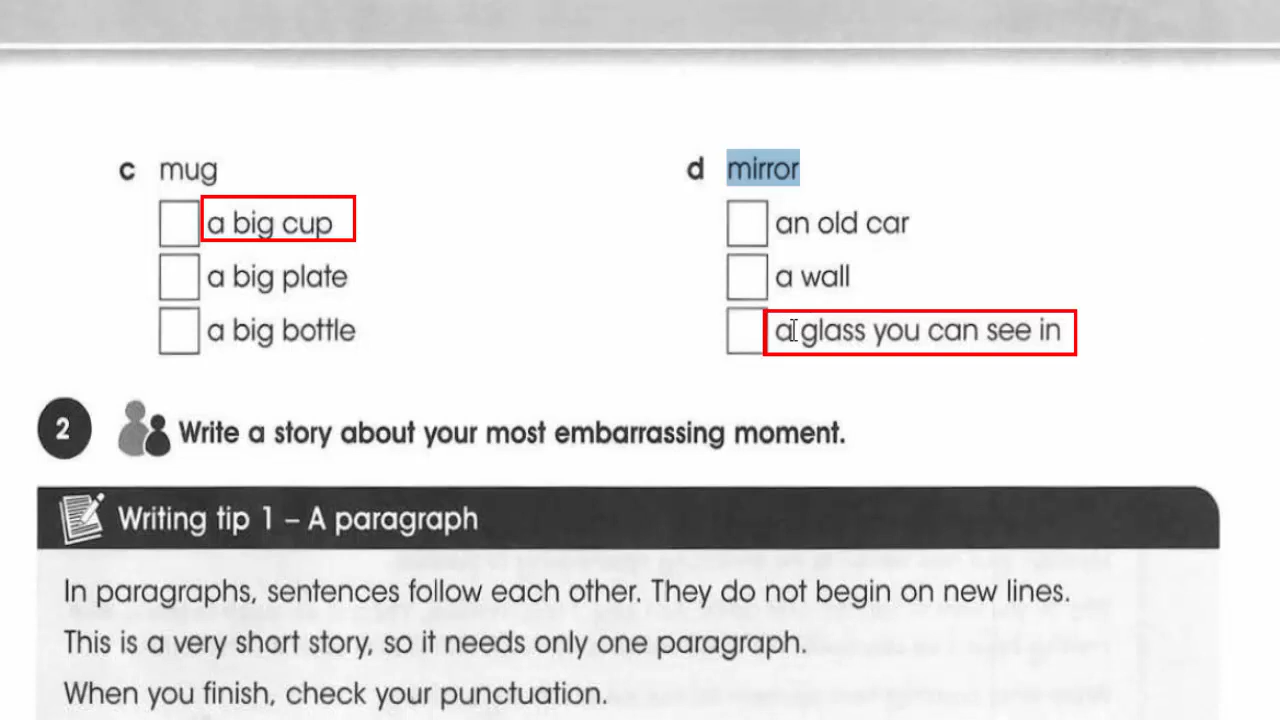 c mug
a big cup
a big plate
a big bottle
d mirror
an old car
a wall
a glass you can see in
2 Write a story about your most embarrassing moment.
Writing tip 1 – A paragraph
In paragraphs, sentences follow each other. They do not begin on new lines.
This is a very short story, so it needs only one paragraph.
When you finish, check your punctuation.